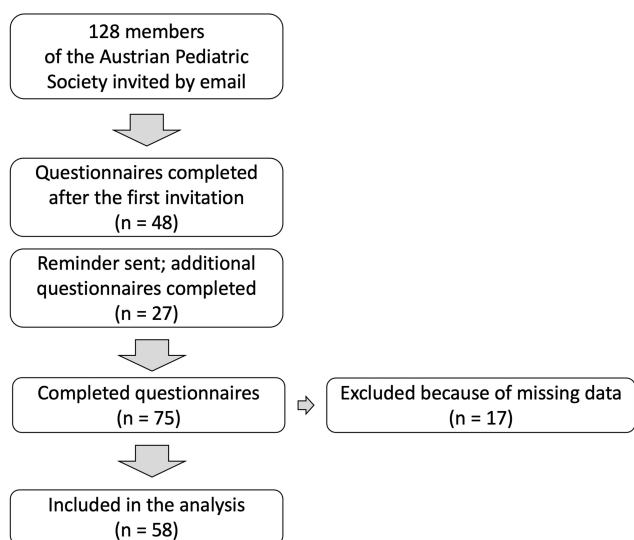 128 members
of the Austrian Pediatric
Society invited by email
Questionnaires completed
after the first invitation
(n = 48)
Reminder sent; additional
questionnaires completed
(n = 27)
Completed questionnaires
(n = 75)
Excluded because of missing data
(n = 17)
Included in the analysis
(n = 58)